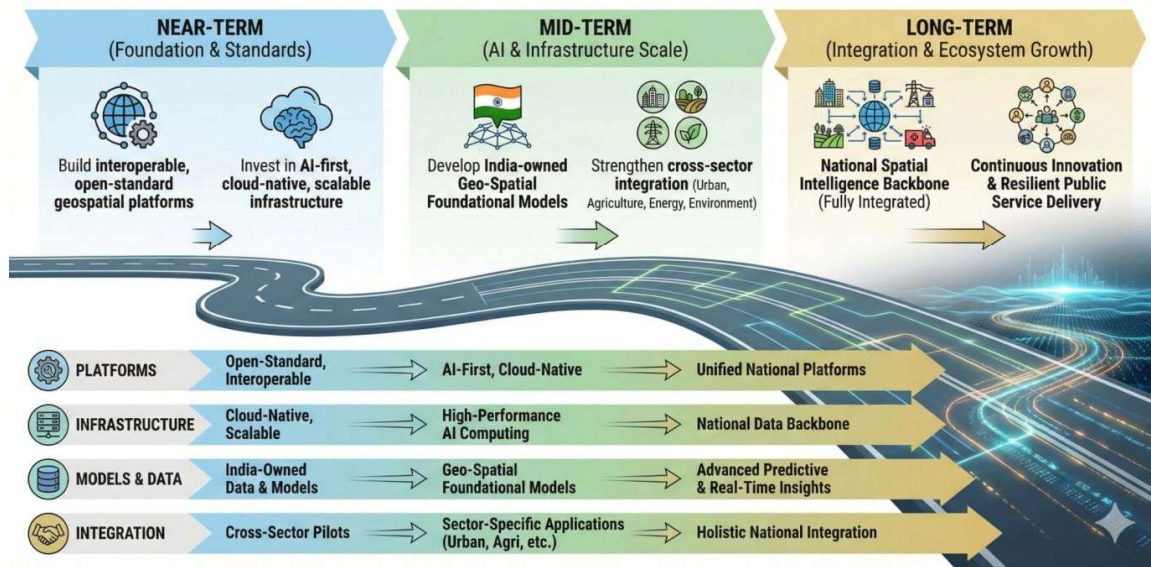 NEAR-TERM
(Foundation & Standards)
MID-TERM
(AI & Infrastructure Scale)
LONG-TERM
(Integration & Ecosystem Growth)
Build interoperable,
open-standard
geospatial platforms
Invest in AI-first,
cloud-native, scalable
infrastructure
Develop India-owned
Geo-Spatial
Foundational Models
Strengthen cross-sector
integration (Urban,
Agriculture, Energy, Environment)
National Spatial
Intelligence Backbone
(Fully Integrated)
Continuous Innovation
& Resilient Public
Service Delivery
PLATFORMS
Open-Standard,
Interoperable
AI-First, Cloud-Native
Unified National Platforms
INFRASTRUCTURE
Cloud-Native,
Scalable
High-Performance
AI Computing
National Data Backbone
MODELS & DATA
India-Owned
Data & Models
Geo-Spatial
Foundational Models
Advanced Predictive
& Real-Time Insights
INTEGRATION
Cross-Sector Pilots
Sector-Specific Applications
(Urban, Agri, etc.)
Holistic National Integration